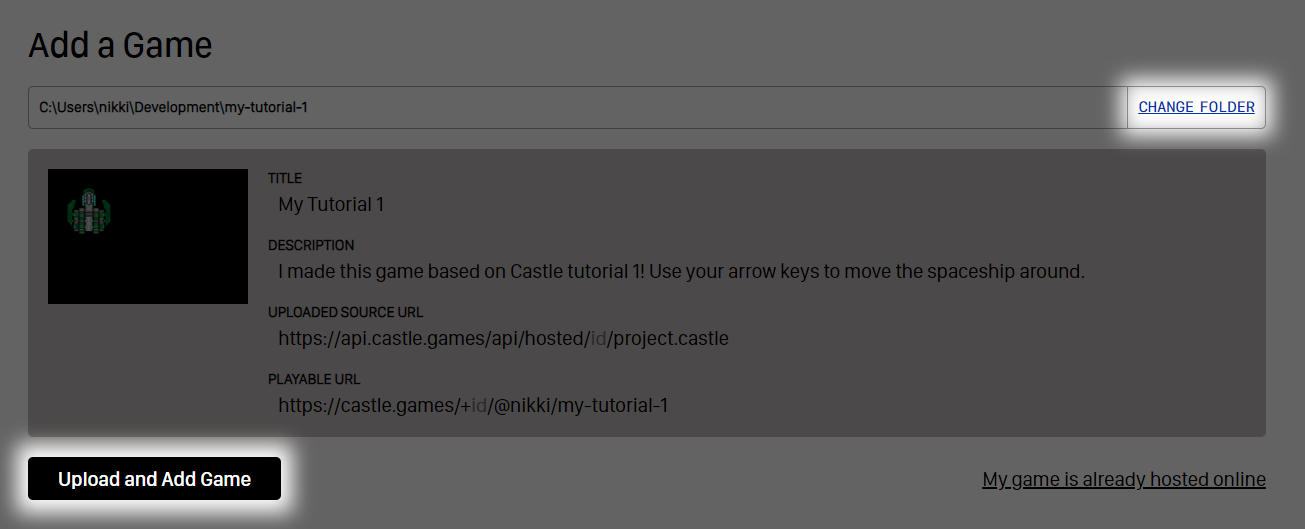 Add a Game
C:\Users\nikki\Development\my-tutorial-1
CHANGE FOLDER
TITLE
My Tutorial 1
DESCRIPTION
I made this game based on Castle tutorial 1! Use your arrow keys to move the spaceship around.
UPLOADED SOURCE URL
https://api.castle.games/api/hosted/id/project.castle
PLAYABLE URL
https://castle.games/+id/@nikki/my-tutorial-1
Upload and Add Game
My game is already hosted online